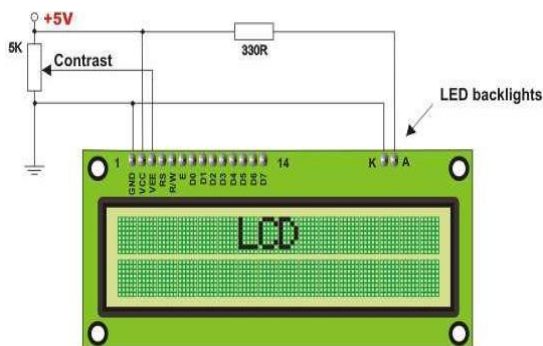 +5V
5K
Contrast
330R
LED backlights
1
14
K
A
GND
VCC
VEE
RS
R/W
E
D0
D1
D2
D3
D4
D5
D6
D7
LCD